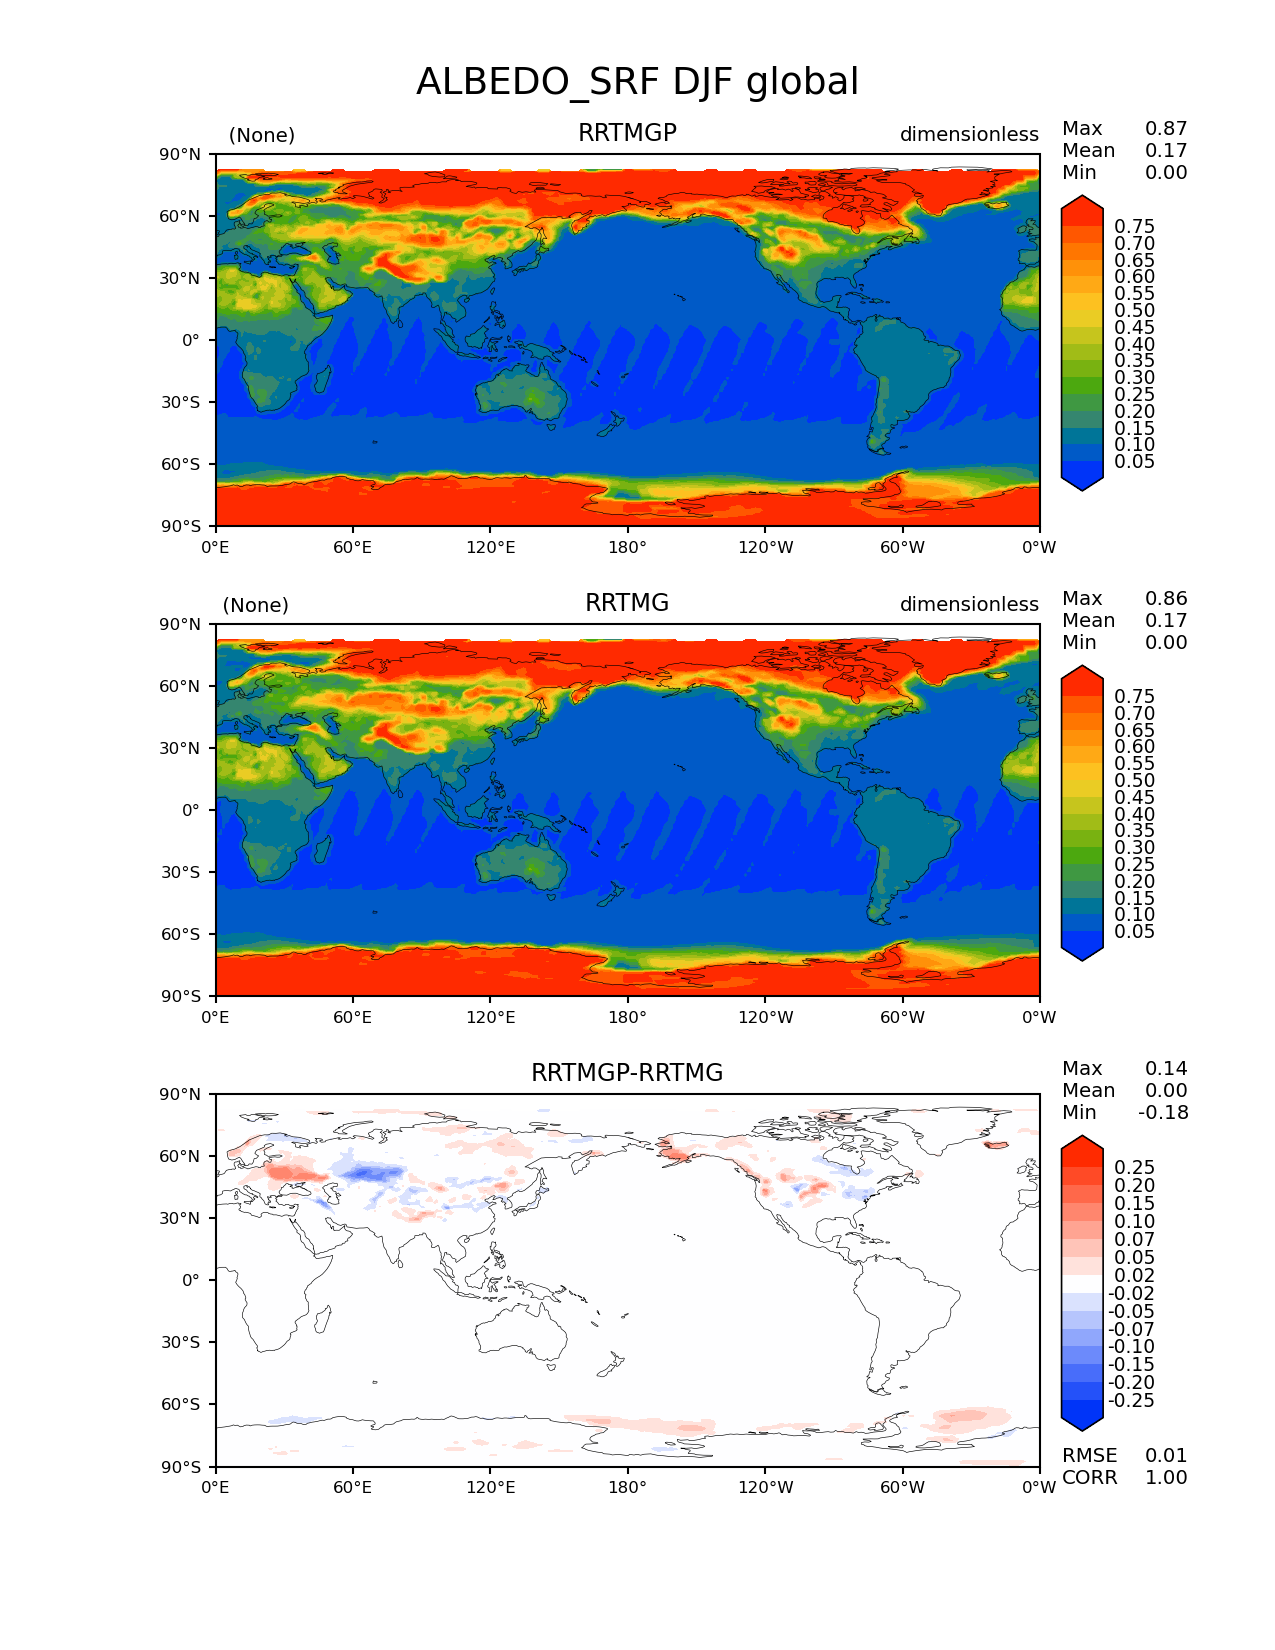 ALBEDO_SRF DJF global
(None) RRTMGP dimensionless
Max 0.87
Mean 0.17
Min 0.00
90°N
60°N
30°N
0°
30°S
60°S
90°S
0°E 60°E 120°E 180° 120°W 60°W 0°W
0.75
0.70
0.65
0.60
0.55
0.50
0.45
0.40
0.35
0.30
0.25
0.20
0.15
0.10
0.05
(None) RRTMG dimensionless
Max 0.86
Mean 0.17
Min 0.00
90°N
60°N
30°N
0°
30°S
60°S
90°S
0°E 60°E 120°E 180° 120°W 60°W 0°W
0.75
0.70
0.65
0.60
0.55
0.50
0.45
0.40
0.35
0.30
0.25
0.20
0.15
0.10
0.05
RRTMGP-RRTMG
Max 0.14
Mean 0.00
Min -0.18
90°N
60°N
30°N
0°
30°S
60°S
90°S
0°E 60°E 120°E 180° 120°W 60°W 0°W
0.25
0.20
0.15
0.10
0.07
0.05
0.02
-0.02
-0.05
-0.07
-0.10
-0.15
-0.20
-0.25
RMSE 0.01
CORR 1.00